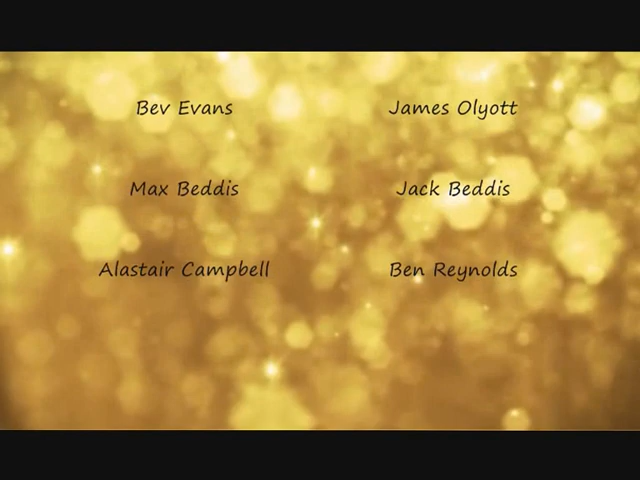 Bev Evans
James Olyott
Max Beddis
Jack Beddis
Alastair Campbell
Ben Reynolds